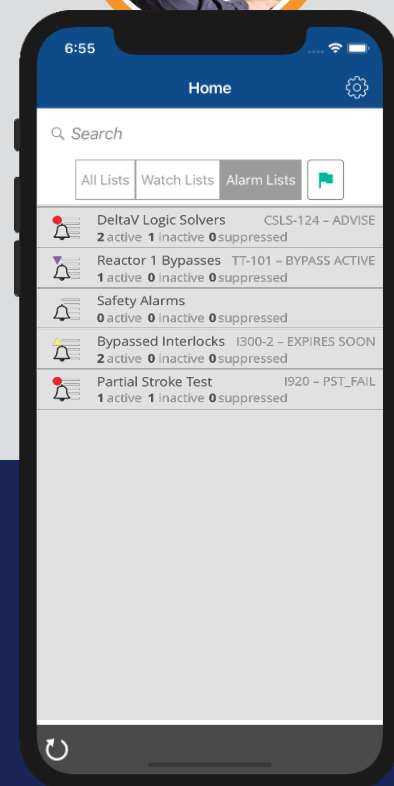 6:55
Home
Search
All Lists Watch Lists Alarm Lists
DeltaV Logic Solvers CSLS-124 – ADVISE
2 active 1 inactive 0 suppressed
Reactor 1 Bypasses TT-101 – BYPASS ACTIVE
1 active 0 inactive 0 suppressed
Safety Alarms
0 active 0 inactive 0 suppressed
Bypassed Interlocks I300-2 – EXPIRES SOON
2 active 0 inactive 0 suppressed
Partial Stroke Test I920 – PST_FAIL
1 active 1 inactive 0 suppressed